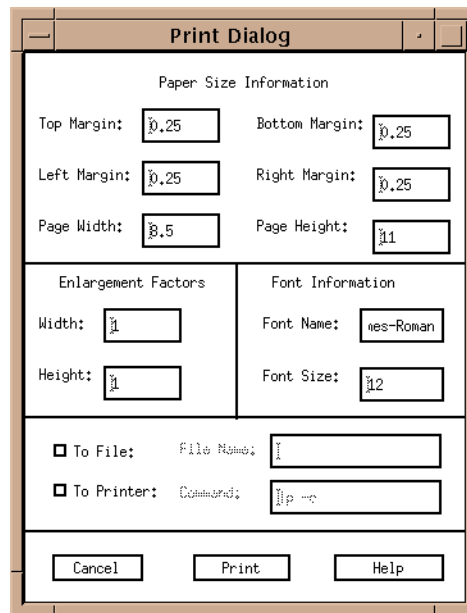 Print Dialog
Paper Size Information
Top Margin: 0.25 Bottom Margin: 0.25
Left Margin: 0.25 Right Margin: 0.25
Page Width: 8.5 Page Height: 11
Enlargement Factors Font Information
Width: 1 Font Name: mes-Roman
Height: 1 Font Size: 12
To File: File Name:
To Printer: Command: lp -c
Cancel Print Help